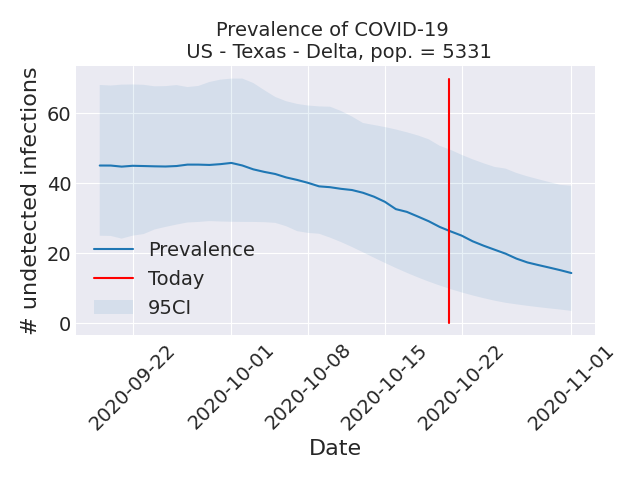 Prevalence of COVID-19
US - Texas - Delta, pop. = 5331
# undetected infections
60
40
20
0
Prevalence
Today
95CI
2020-09-22
2020-10-01
2020-10-08
2020-10-15
2020-10-22
2020-11-01
Date